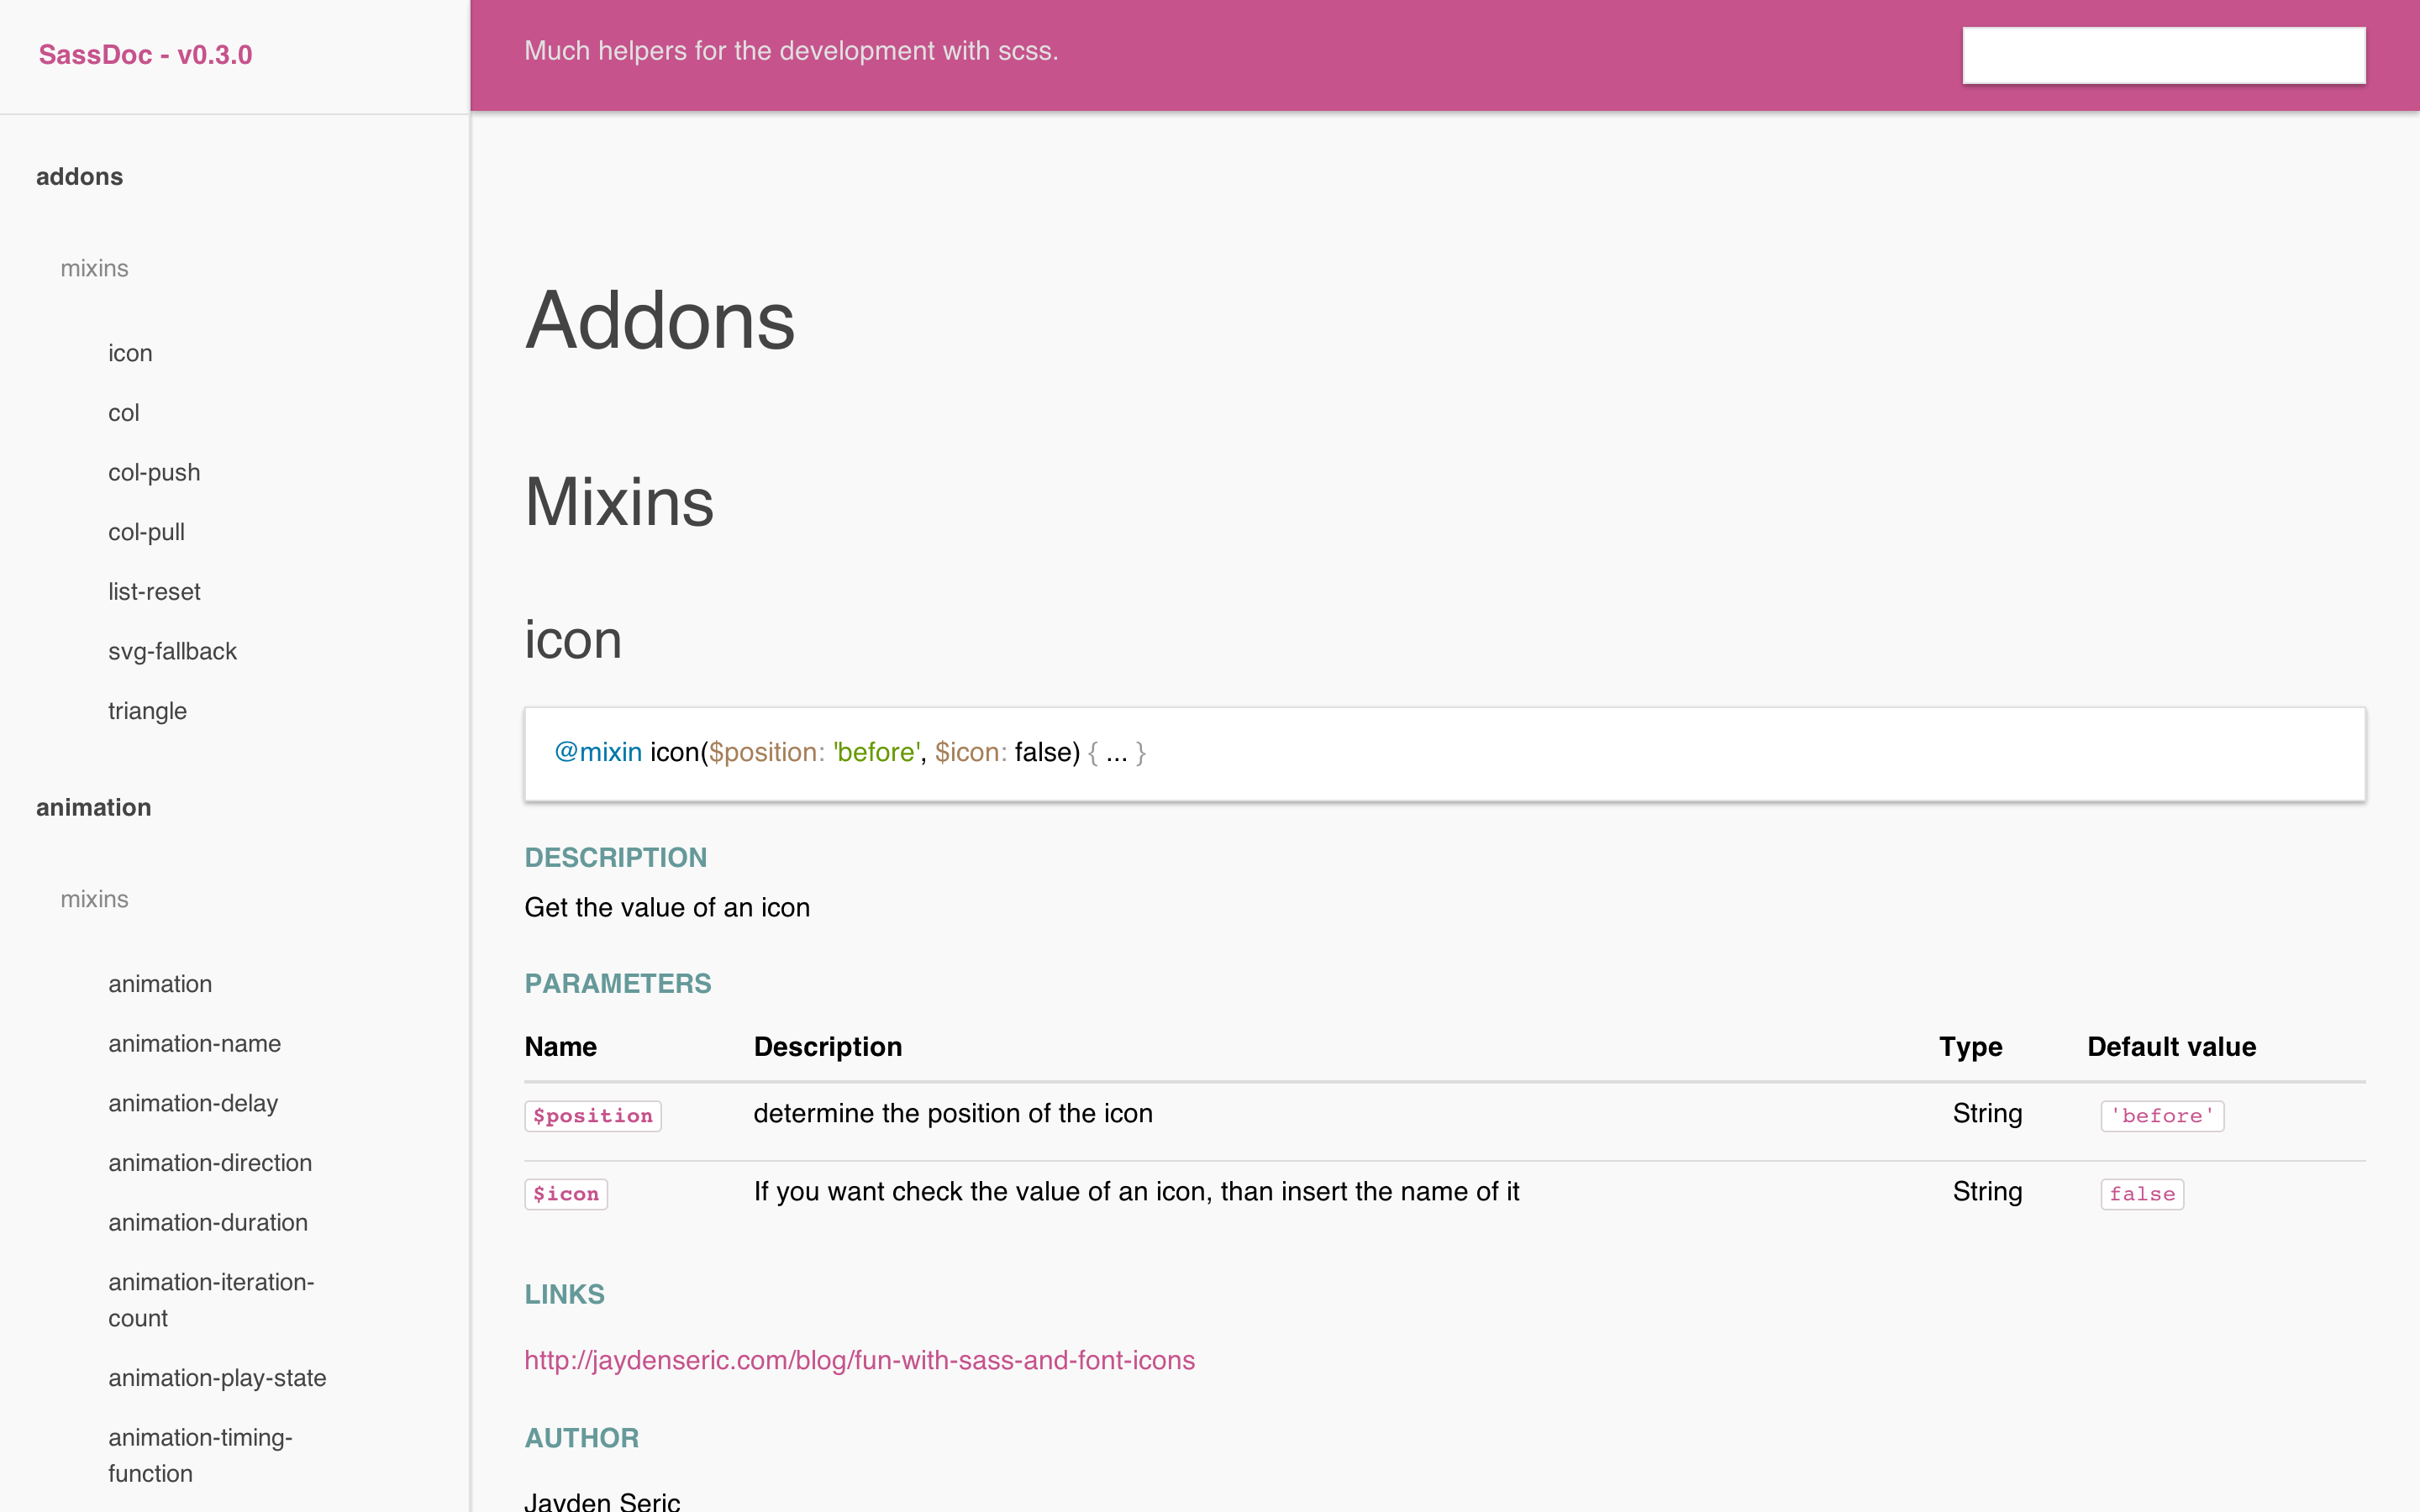 SassDoc - v0.3.0
Much helpers for the development with scss.
addons
mixins
icon
col
col-push
col-pull
list-reset
svg-fallback
triangle
animation
mixins
animation
animation-name
animation-delay
animation-direction
animation-duration
animation-iteration-
count
animation-play-state
animation-timing-
function
Addons
Mixins
icon
@mixin icon($position: 'before', $icon: false) { ... }
DESCRIPTION
Get the value of an icon
PARAMETERS
Name Description Type Default value
$position determine the position of the icon String 'before'
$icon If you want check the value of an icon, than insert the name of it String false
LINKS
http://jaydenseric.com/blog/fun-with-sass-and-font-icons
AUTHOR
Jayden Seric